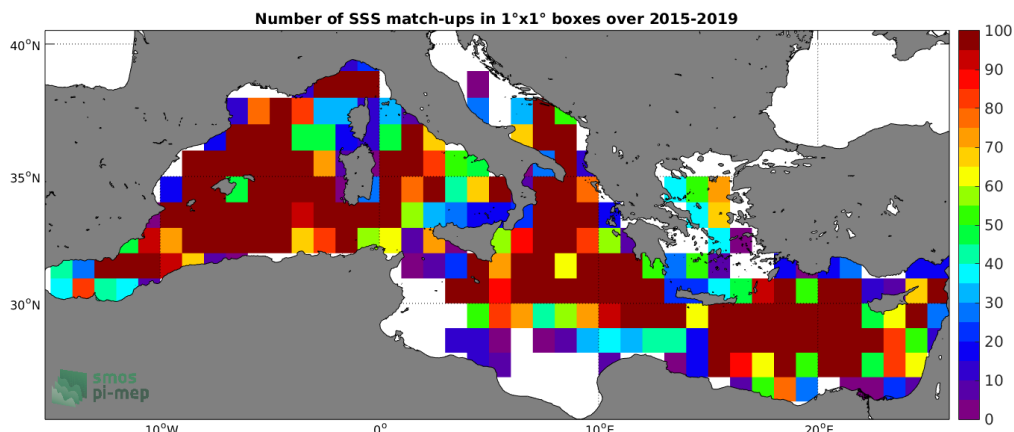 Number of SSS match-ups in 1°x1° boxes over 2015-2019
40°N
35°N
30°N
10°W
0°
10°E
20°E
100
90
80
70
60
50
40
30
20
10
0
smos
pi-mep